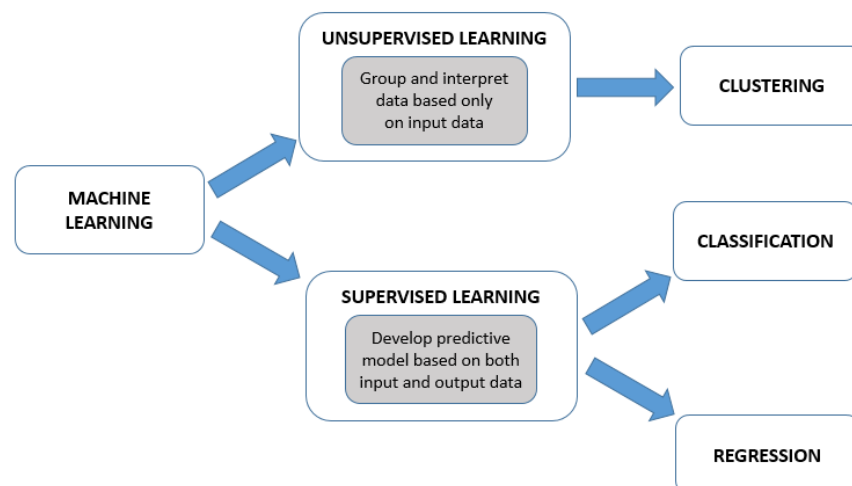 UNSUPERVISED LEARNING
Group and interpret
data based only
on input data
CLUSTERING
MACHINE
LEARNING
CLASSIFICATION
SUPERVISED LEARNING
Develop predictive
model based on both
input and output data
REGRESSION